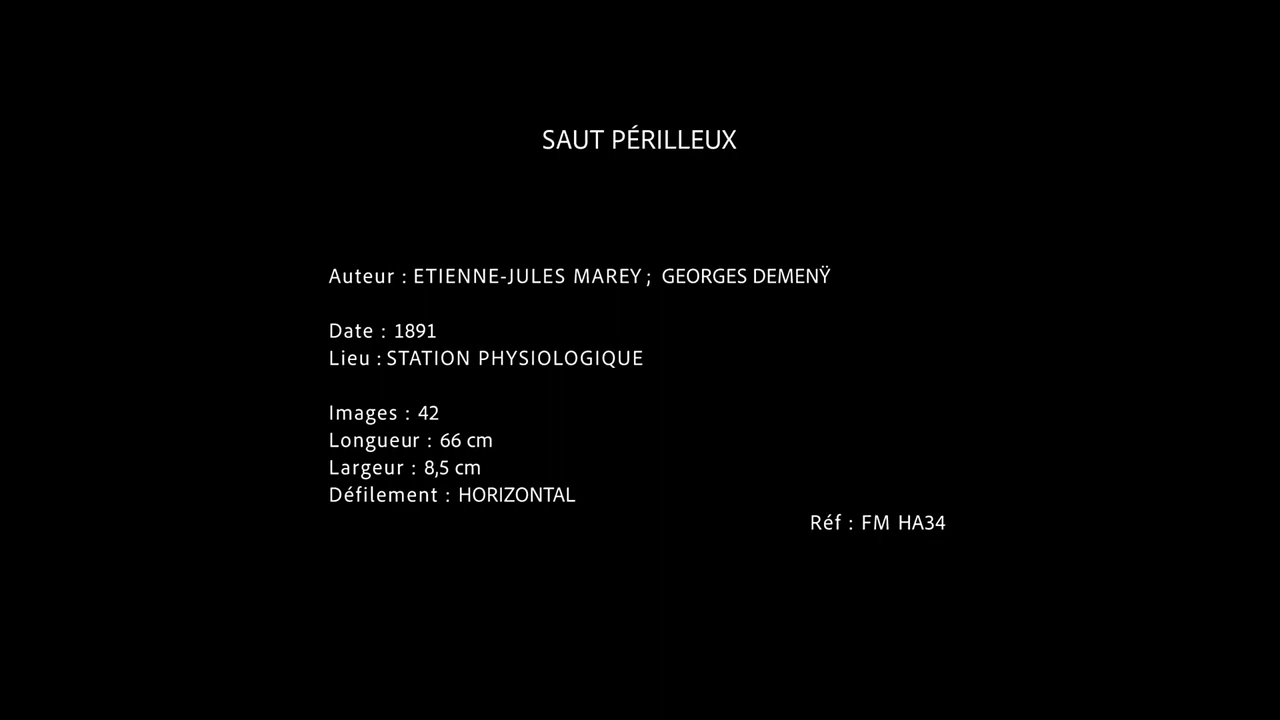 SAUT PÉRILLEUX
Auteur : ETIENNE-JULES MAREY ; GEORGES DEMENŸ
Date : 1891
Lieu : STATION PHYSIOLOGIQUE
Images : 42
Longueur : 66 cm
Largeur : 8,5 cm
Défilement : HORIZONTAL
Réf : FM HA34